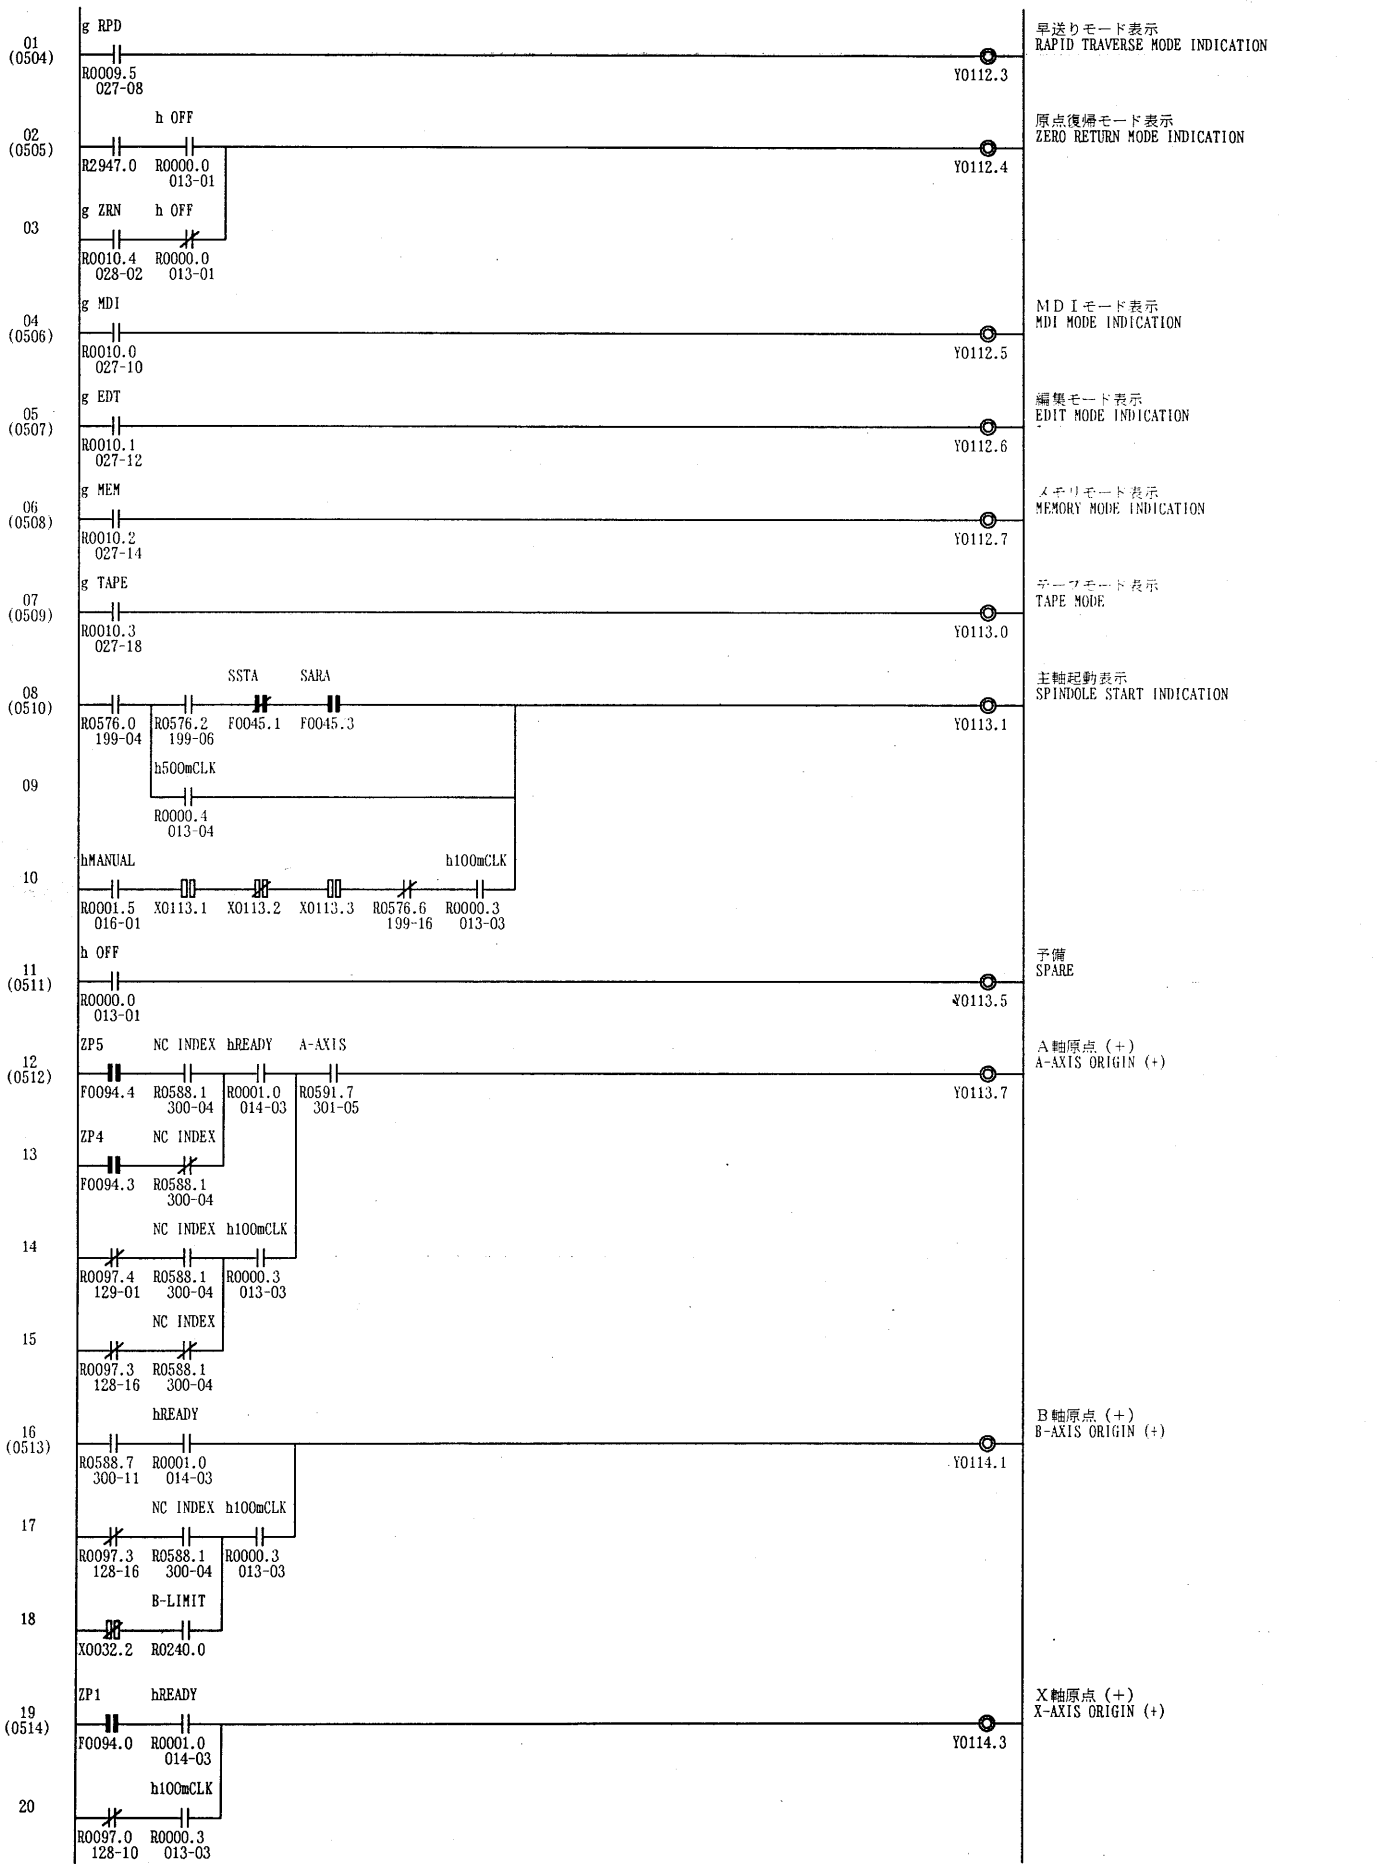 g RPD
01
(0504)
R0009.5
027-08
Y0112.3
早送りモード表示
RAPID TRAVERSE MODE INDICATION
h OFF
02
(0505)
R2947.0 R0000.0
013-01
Y0112.4
原点復帰モード表示
ZERO RETURN MODE INDICATION
g ZRN h OFF
03
R0010.4 R0000.0
028-02 013-01
g MDI
04
(0506)
R0010.0
027-10
Y0112.5
MDIモード表示
MDI MODE INDICATION
g EDT
05
(0507)
R0010.1
027-12
Y0112.6
編集モード表示
EDIT MODE INDICATION
g MEM
06
(0508)
R0010.2
027-14
Y0112.7
メモリモード表示
MEMORY MODE INDICATION
g TAPE
07
(0509)
R0010.3
027-18
Y0113.0
テープモード表示
TAPE MODE
SSTA SARA
08
(0510)
R0576.0 R0576.2 F0045.1 F0045.3
199-04 199-06
Y0113.1
主軸起動表示
SPINDOLE START INDICATION
h500mCLK
09
R0000.4
013-04
hMANUAL h100mCLK
10
R0001.5 X0113.1 X0113.2 X0113.3 R0576.6 R0000.3
016-01 199-16 013-03
h OFF
11
(0511)
R0000.0
013-01
Y0113.5
予備
SPARE
ZP5 NC INDEX hREADY A-AXIS
12
(0512)
F0094.4 R0588.1 R0001.0 R0591.7
300-04 014-03 301-05
Y0113.7
A軸原点 (+)
A-AXIS ORIGIN (+)
ZP4 NC INDEX
13
F0094.3 R0588.1
300-04
NC INDEX h100mCLK
14
R0097.4 R0588.1 R0000.3
129-01 300-04 013-03
NC INDEX
15
R0097.3 R0588.1
128-16 300-04
hREADY
16
(0513)
R0588.7 R0001.0
300-11 014-03
Y0114.1
B軸原点 (+)
B-AXIS ORIGIN (+)
NC INDEX h100mCLK
17
R0097.3 R0588.1 R0000.3
128-16 300-04 013-03
B-LIMIT
18
X0032.2 R0240.0
ZP1 hREADY
19
(0514)
F0094.0 R0001.0
014-03
Y0114.3
X軸原点 (+)
X-AXIS ORIGIN (+)
h100mCLK
20
R0097.0 R0000.3
128-10 013-03